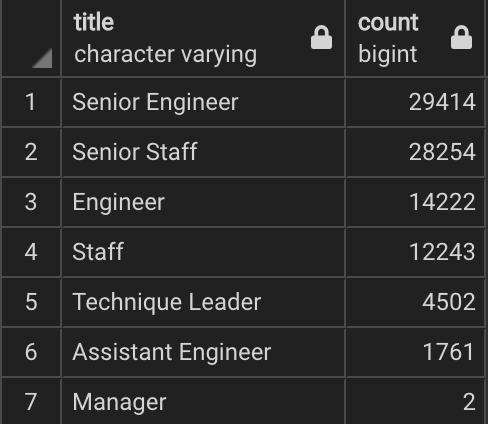 title count
character varying bigint
1 Senior Engineer 29414
2 Senior Staff 28254
3 Engineer 14222
4 Staff 12243
5 Technique Leader 4502
6 Assistant Engineer 1761
7 Manager 2